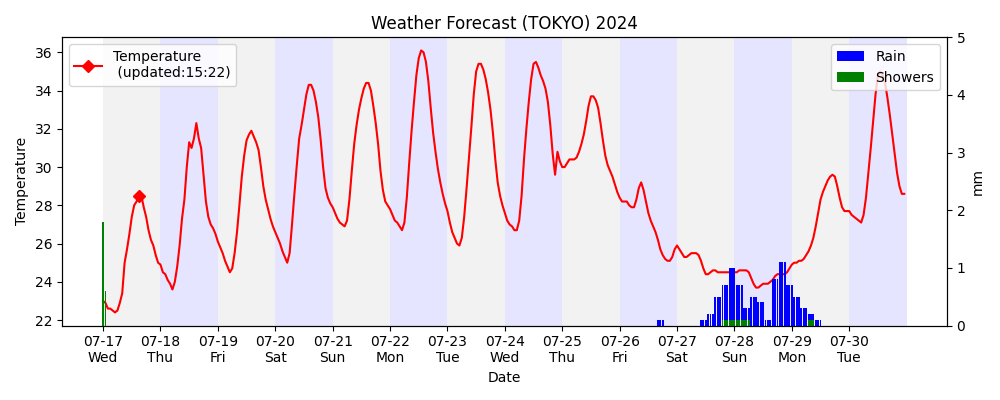 Weather Forecast (TOKYO) 2024
Temperature
(updated:15:22)
Rain
Showers
Temperature
36
34
32
30
28
26
24
22
5
4
3
2
1
0
mm
07-17 07-18 07-19 07-20 07-21 07-22 07-23 07-24 07-25 07-26 07-27 07-28 07-29 07-30
Wed Thu Fri Sat Sun Mon Tue Wed Thu Fri Sat Sun Mon Tue
Date